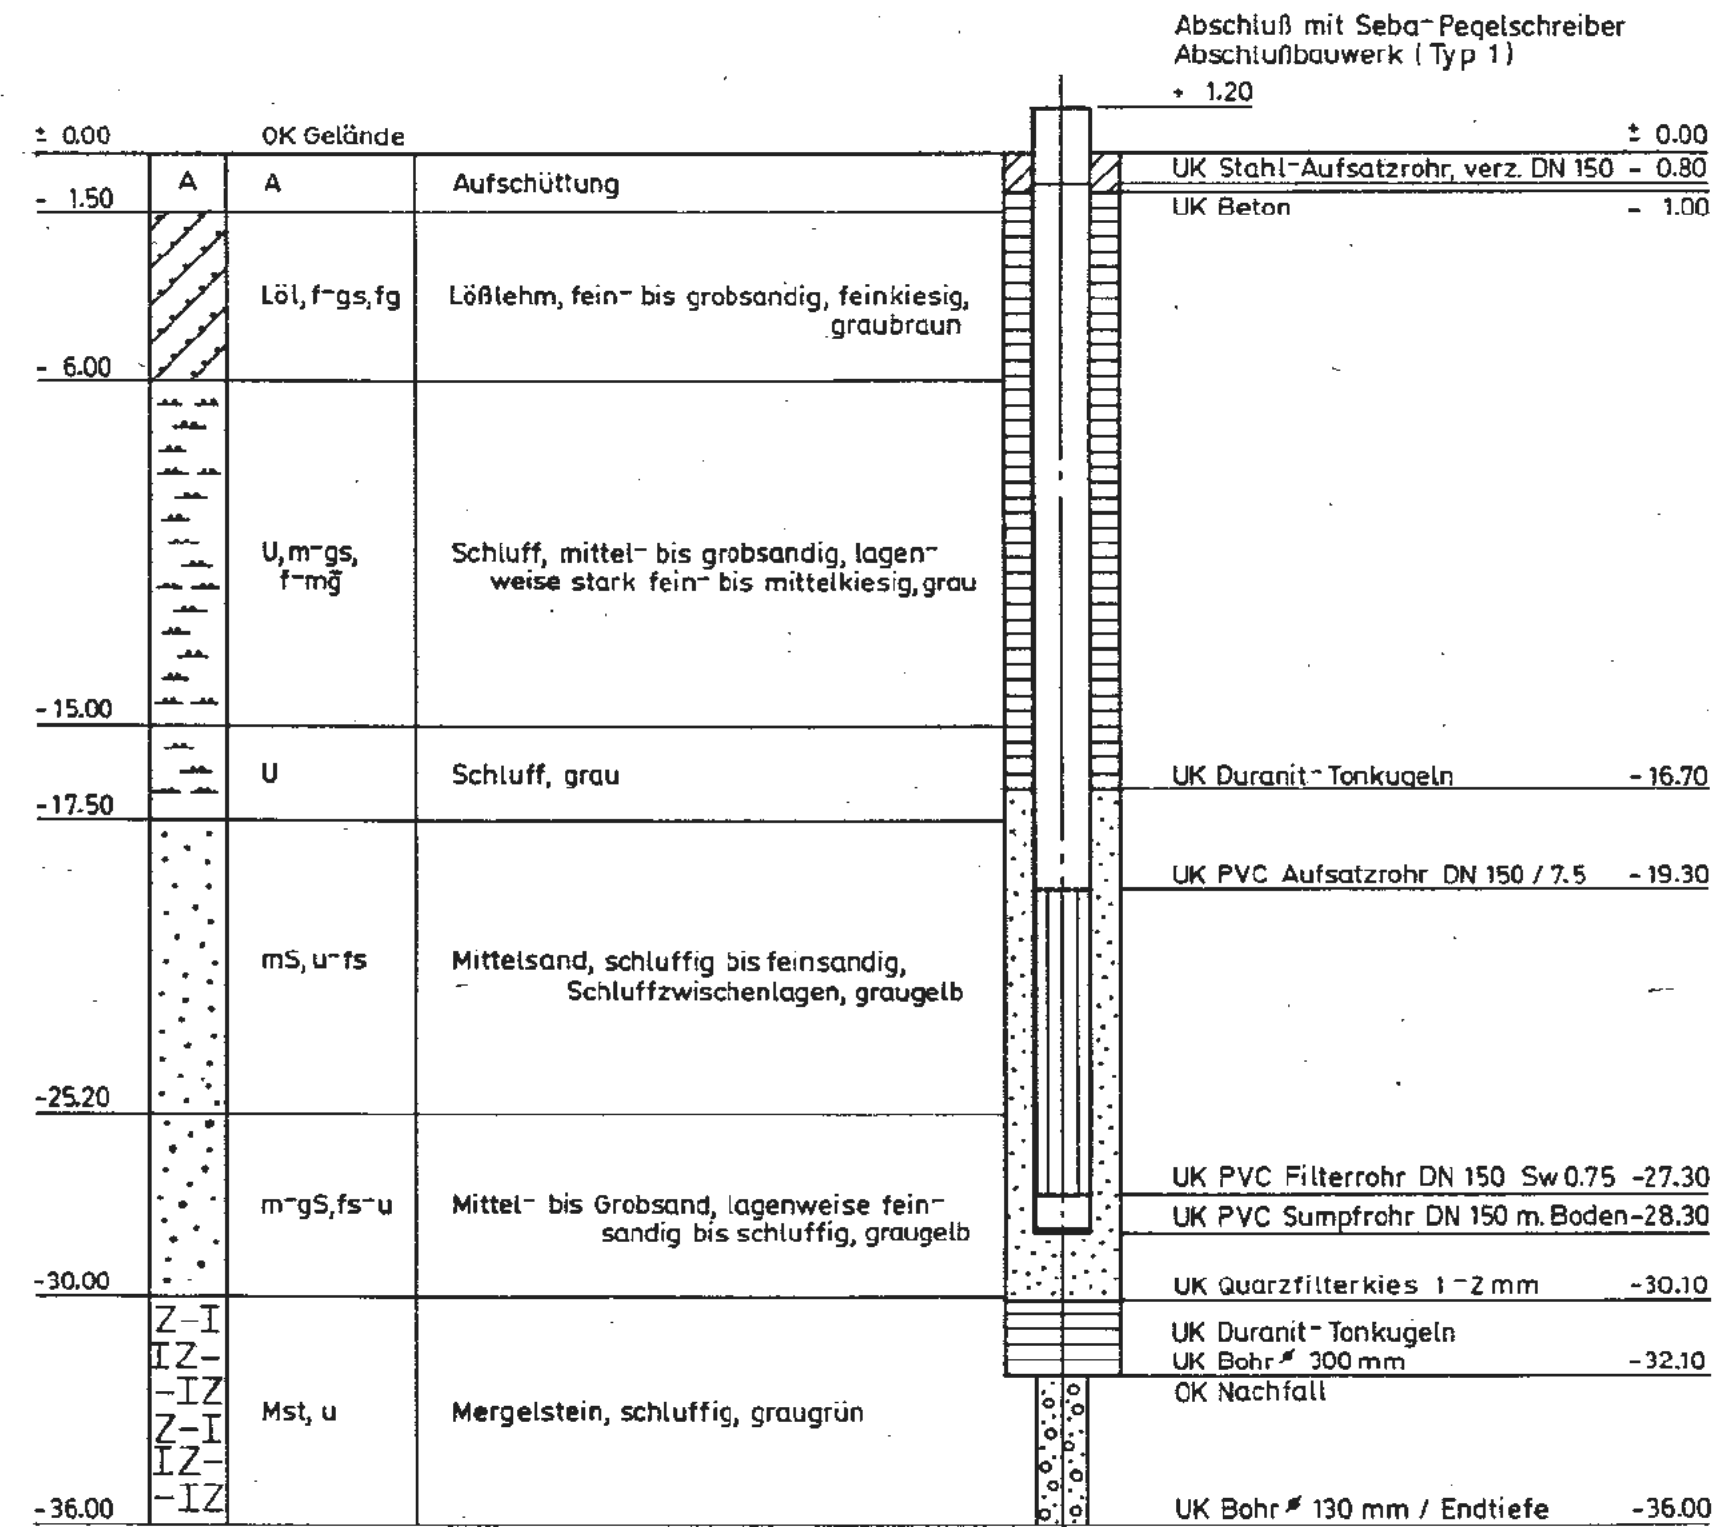 Abschluß mit Seba-Pegelschreiber
Abschlußbauwerk (Typ 1)
+ 1.20
± 0.00 OK Gelände ± 0.00
A A Aufschüttung UK Stahl-Aufsatzrohr, verz. DN 150 - 0.80
- 1.50 UK Beton - 1.00
Löl, f-gs, fg Lößlehm, fein- bis grobsandig, feinkiesig,
graubraun
- 6.00
U, m-gs, Schluff, mittel- bis grobsandig, lagen-
f-mḡ weise stark fein- bis mittelkiesig, grau
-15.00
U Schluff, grau UK Duranit-Tonkugeln -16.70
-17.50
UK PVC Aufsatzrohr DN 150 / 7.5 -19.30
mS, u-fs Mittelsand, schluffig bis feinsandig,
Schluffzwischenlagen, graugelb
-25.20
UK PVC Filterrohr DN 150 Sw 0.75 -27.30
m-gS, fs-u Mittel- bis Grobsand, lagenweise fein-
UK PVC Sumpfrohr DN 150 m. Boden -28.30
sandig bis schluffig, graugelb
-30.00 UK Quarzfilterkies 1-2 mm -30.10
Z-I
UK Duranit-Tonkugeln
IZ- UK Bohr ø 300 mm -32.10
-IZ OK Nachfall
Mst, u Mergelstein, schluffig, graugrün
Z-I
IZ-
-IZ
-36.00 UK Bohr ø 130 mm / Endtiefe -36.00